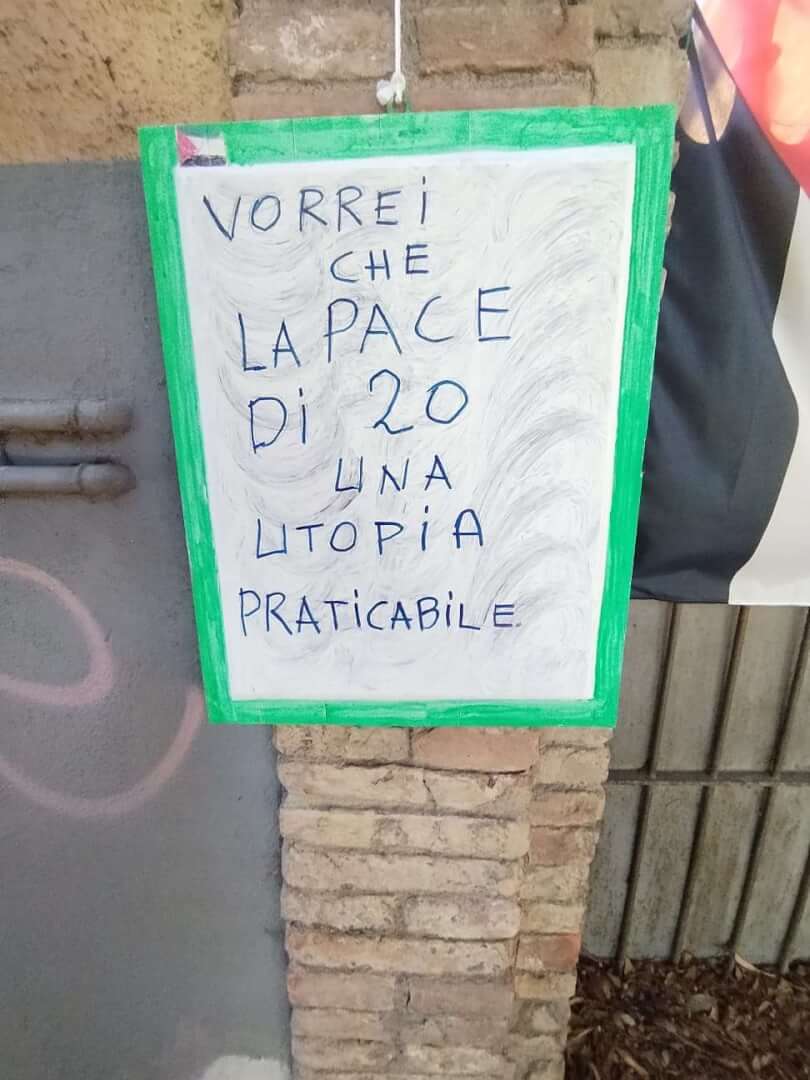 VORREI
CHE
LA PACE
Di 20
UNA
UTOPIA
PRATICABILE